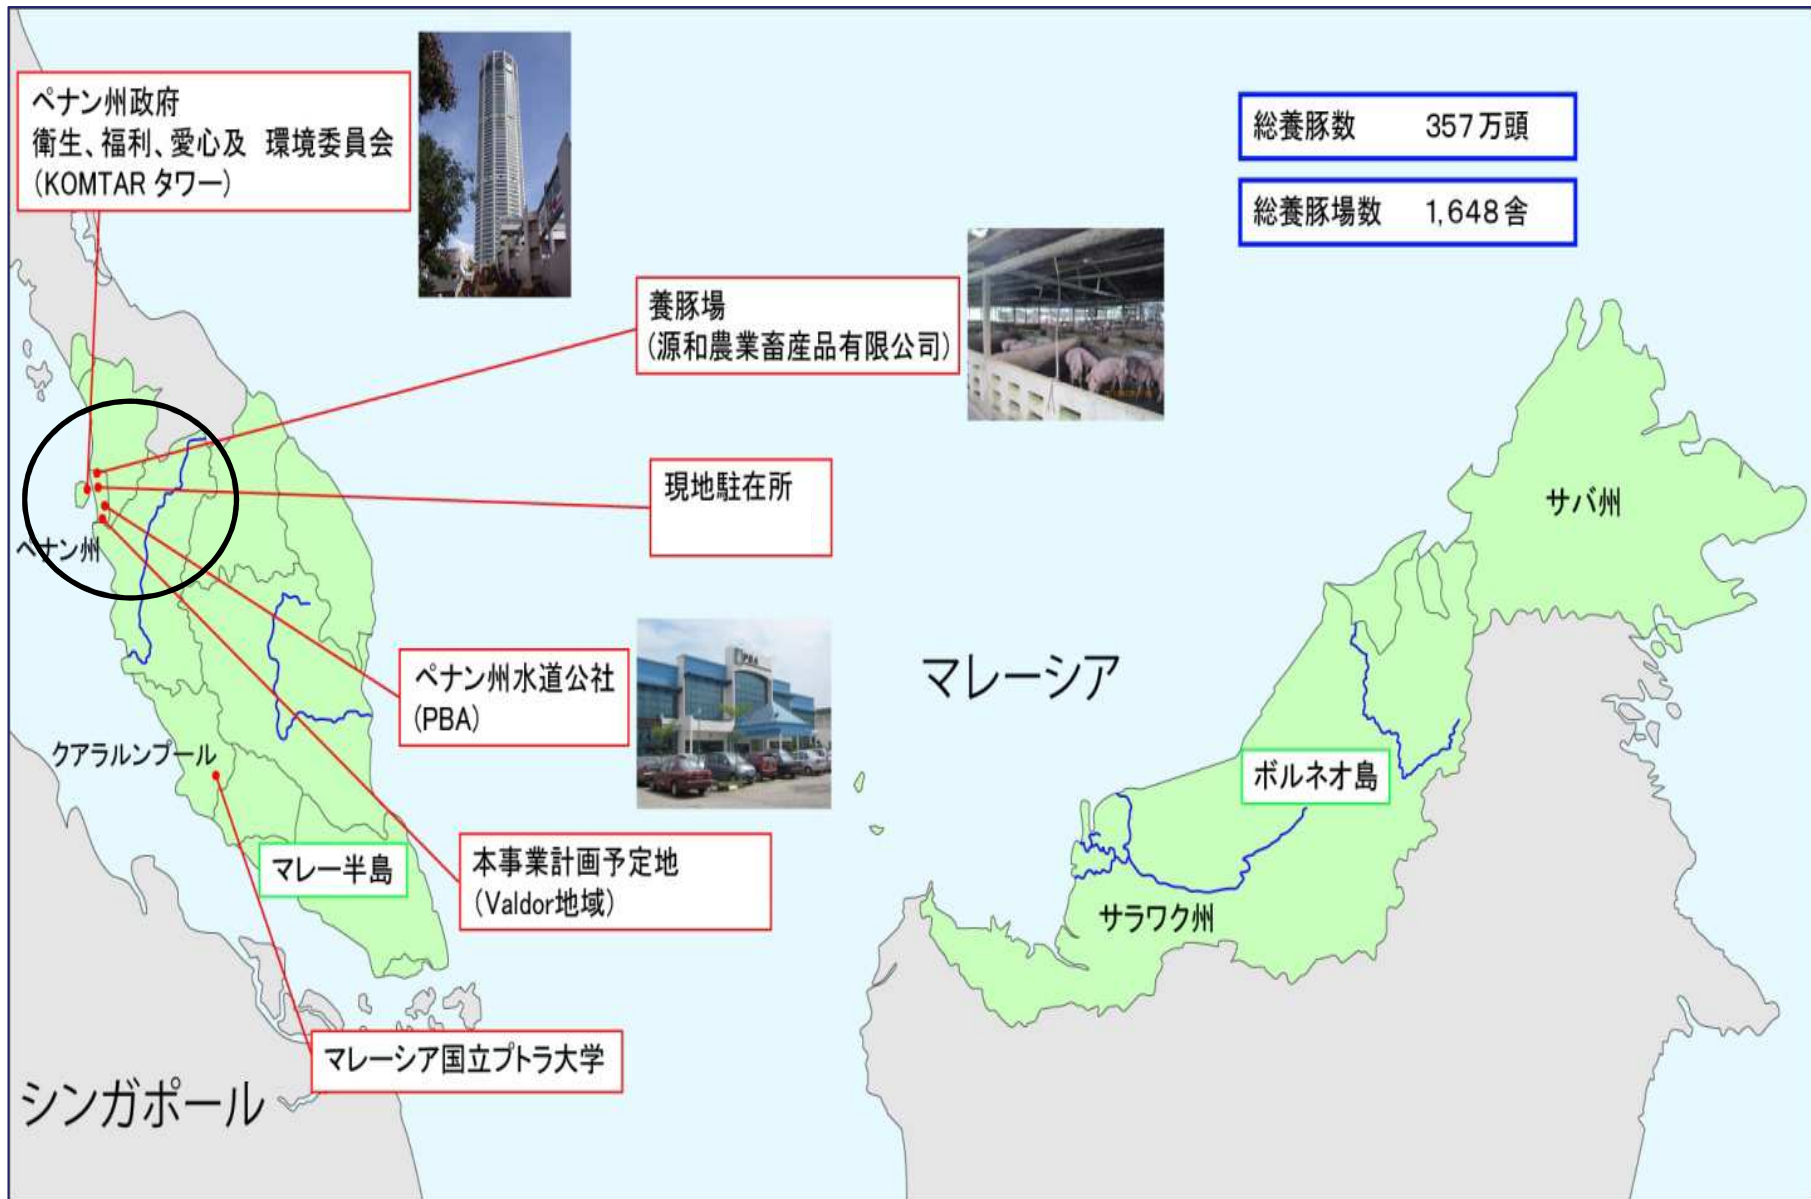 ペナン州政府
衛生、福利、愛心及 環境委員会
(KOMTAR タワー)
総養豚数 357万頭
総養豚場数 1,648舎
養豚場
(源和農業畜産品有限公司)
現地駐在所
ペナン州
サバ州
ペナン州水道公社
(PBA)
PBA
マレーシア
クアラルンプール
ボルネオ島
マレー半島
本事業計画予定地
(Valdor地域)
サラワク州
マレーシア国立プトラ大学
シンガポール